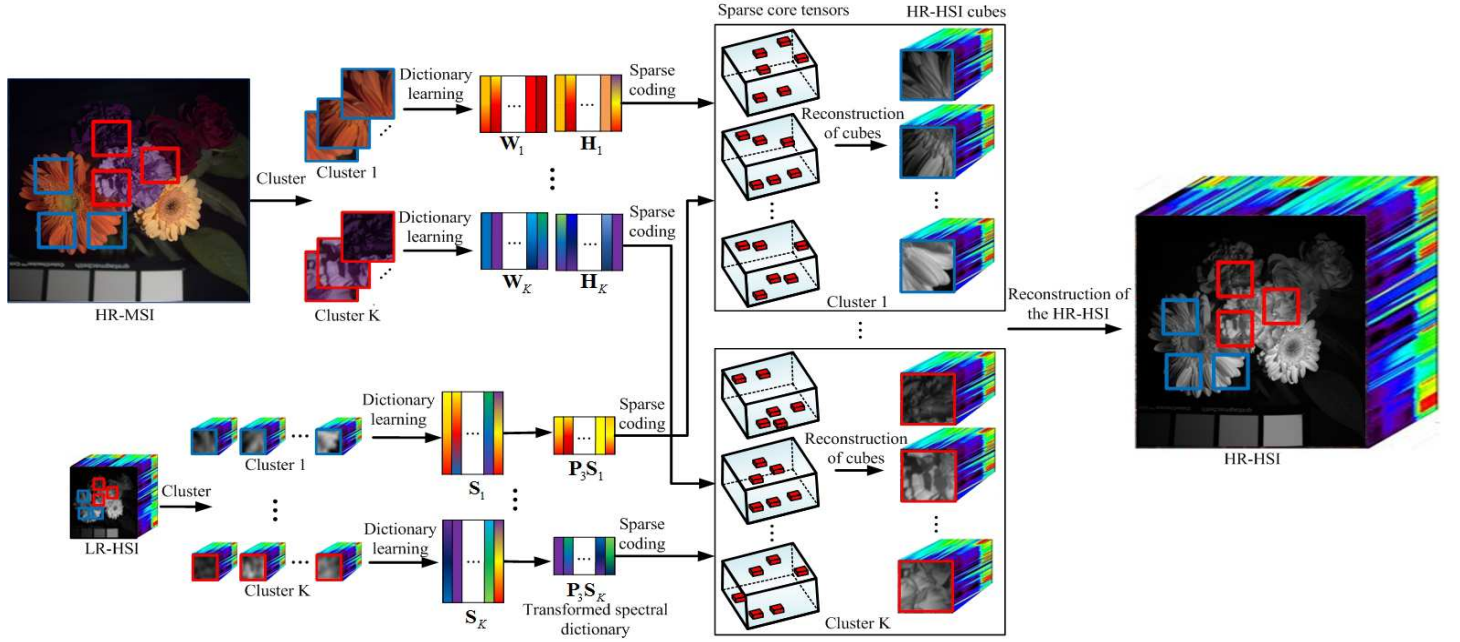 Sparse core tensors
HR-HSI cubes
Dictionary
learning
Sparse
coding
...
...
W1
H1
Cluster 1
Cluster
Reconstruction
of cubes
Dictionary
learning
Sparse
coding
...
...
WK
HK
Cluster K
HR-MSI
Cluster 1
Reconstruction of
the HR-HSI
HR-HSI
Dictionary
learning
Sparse
coding
...
...
Cluster 1
S1
P3S1
Cluster
LR-HSI
Reconstruction
of cubes
Dictionary
learning
Sparse
coding
...
...
Cluster K
SK
P3SK
Transformed spectral
dictionary
Cluster K